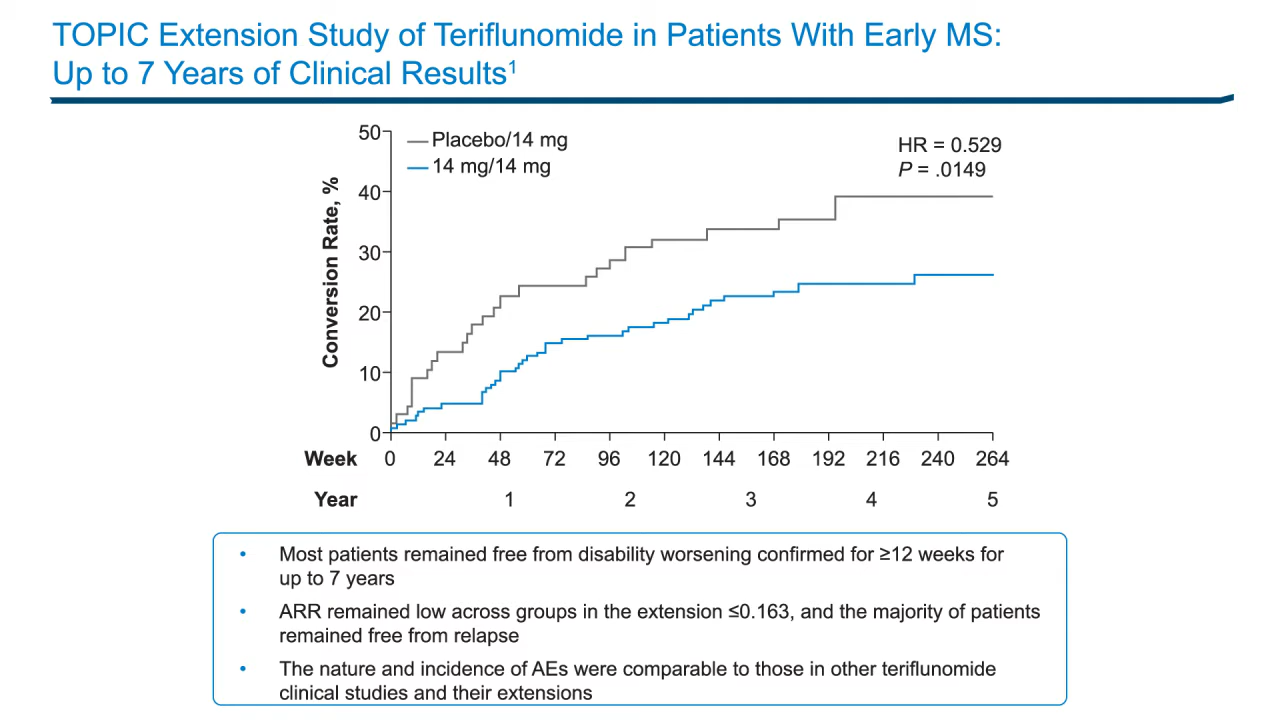 TOPIC Extension Study of Teriflunomide in Patients With Early MS:
Up to 7 Years of Clinical Results¹
Placebo/14 mg
14 mg/14 mg
HR = 0.529
P = .0149
Conversion Rate, %
50
40
30
20
10
0
Week 0 24 48 72 96 120 144 168 192 216 240 264
Year 1 2 3 4 5
• Most patients remained free from disability worsening confirmed for ≥12 weeks for
up to 7 years
• ARR remained low across groups in the extension ≤0.163, and the majority of patients
remained free from relapse
• The nature and incidence of AEs were comparable to those in other teriflunomide
clinical studies and their extensions